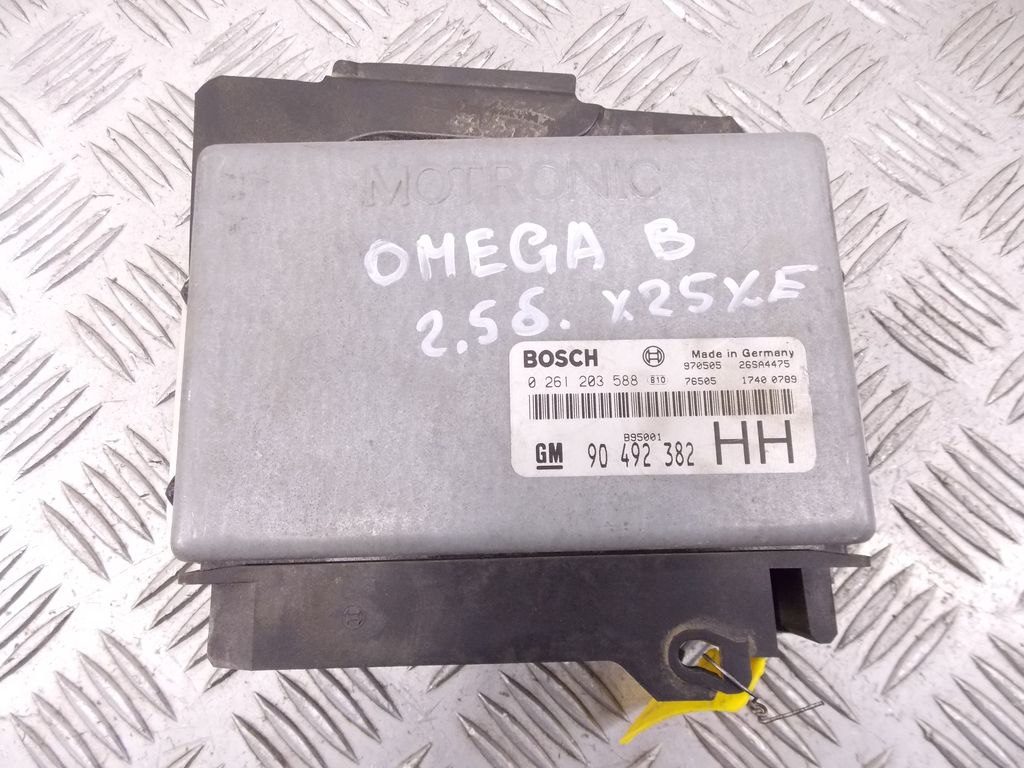 MOTRONIC
OMEGA B
2.5б. X25XE
BOSCH Made in Germany
970505 26SA4475
0 261 203 588 810 76505 1740 0789
B95001
GM 90 492 382 HH